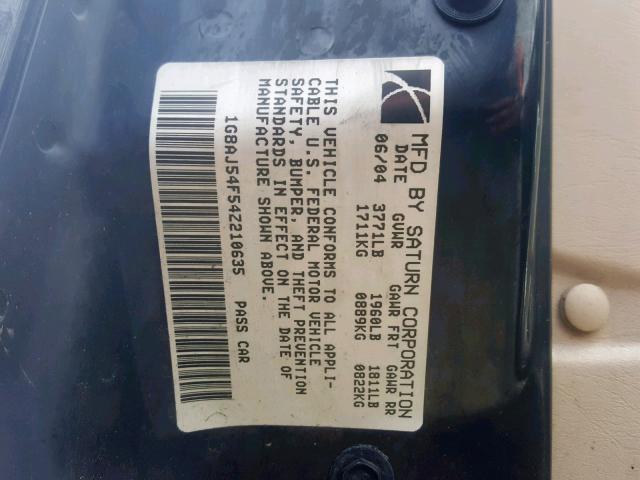 MFD BY SATURN CORPORATION
DATE GVWR GAWR FRT GAWR RR
06/04 3771LB 1960LB 1811LB
1711KG 0889KG 0822KG
THIS VEHICLE CONFORMS TO ALL APPLI-
CABLE U.S. FEDERAL MOTOR VEHICLE
SAFETY, BUMPER, AND THEFT PREVENTION
STANDARDS IN EFFECT ON THE DATE OF
MANUFACTURE SHOWN ABOVE.
1G8AJ54F54Z210635 PASS CAR